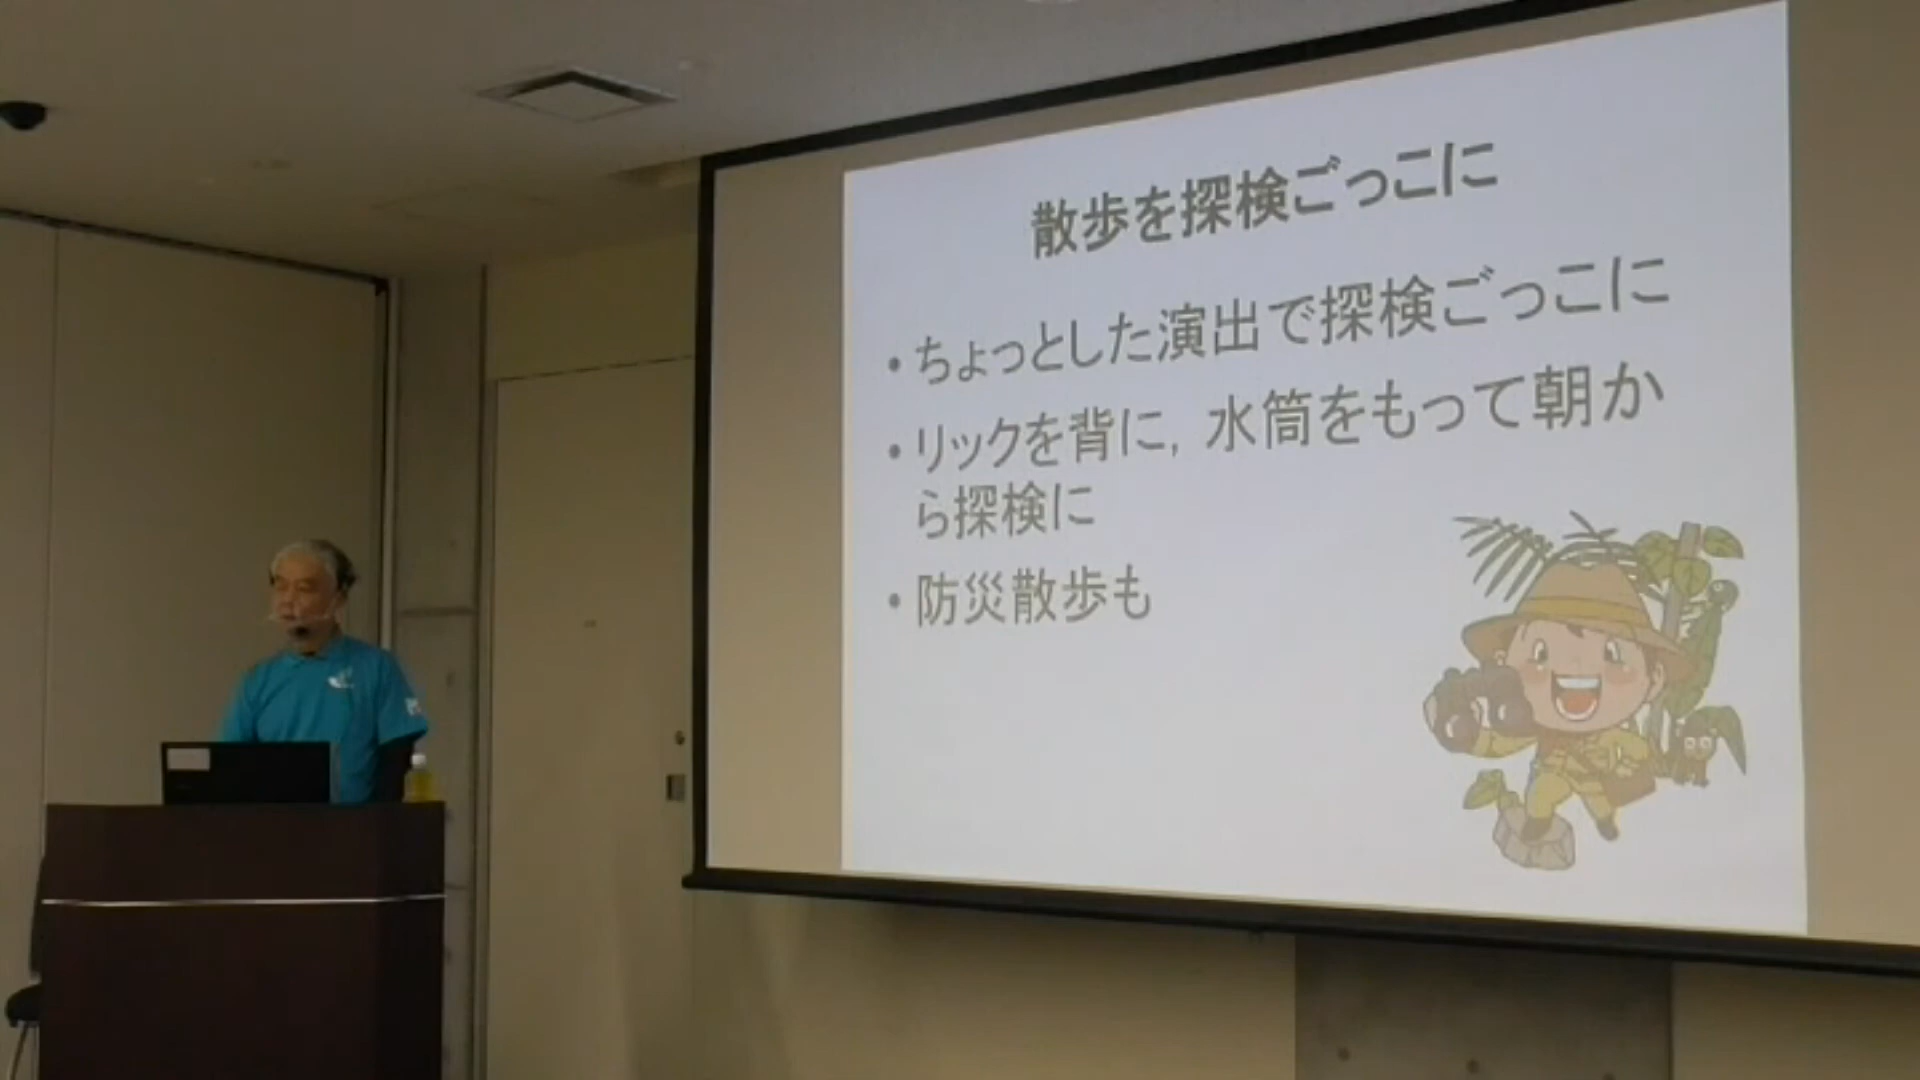 散歩を探検ごっこに
・ちょっとした演出で探検ごっこに
・リックを背に，水筒をもって朝か
ら探検に
・防災散歩も